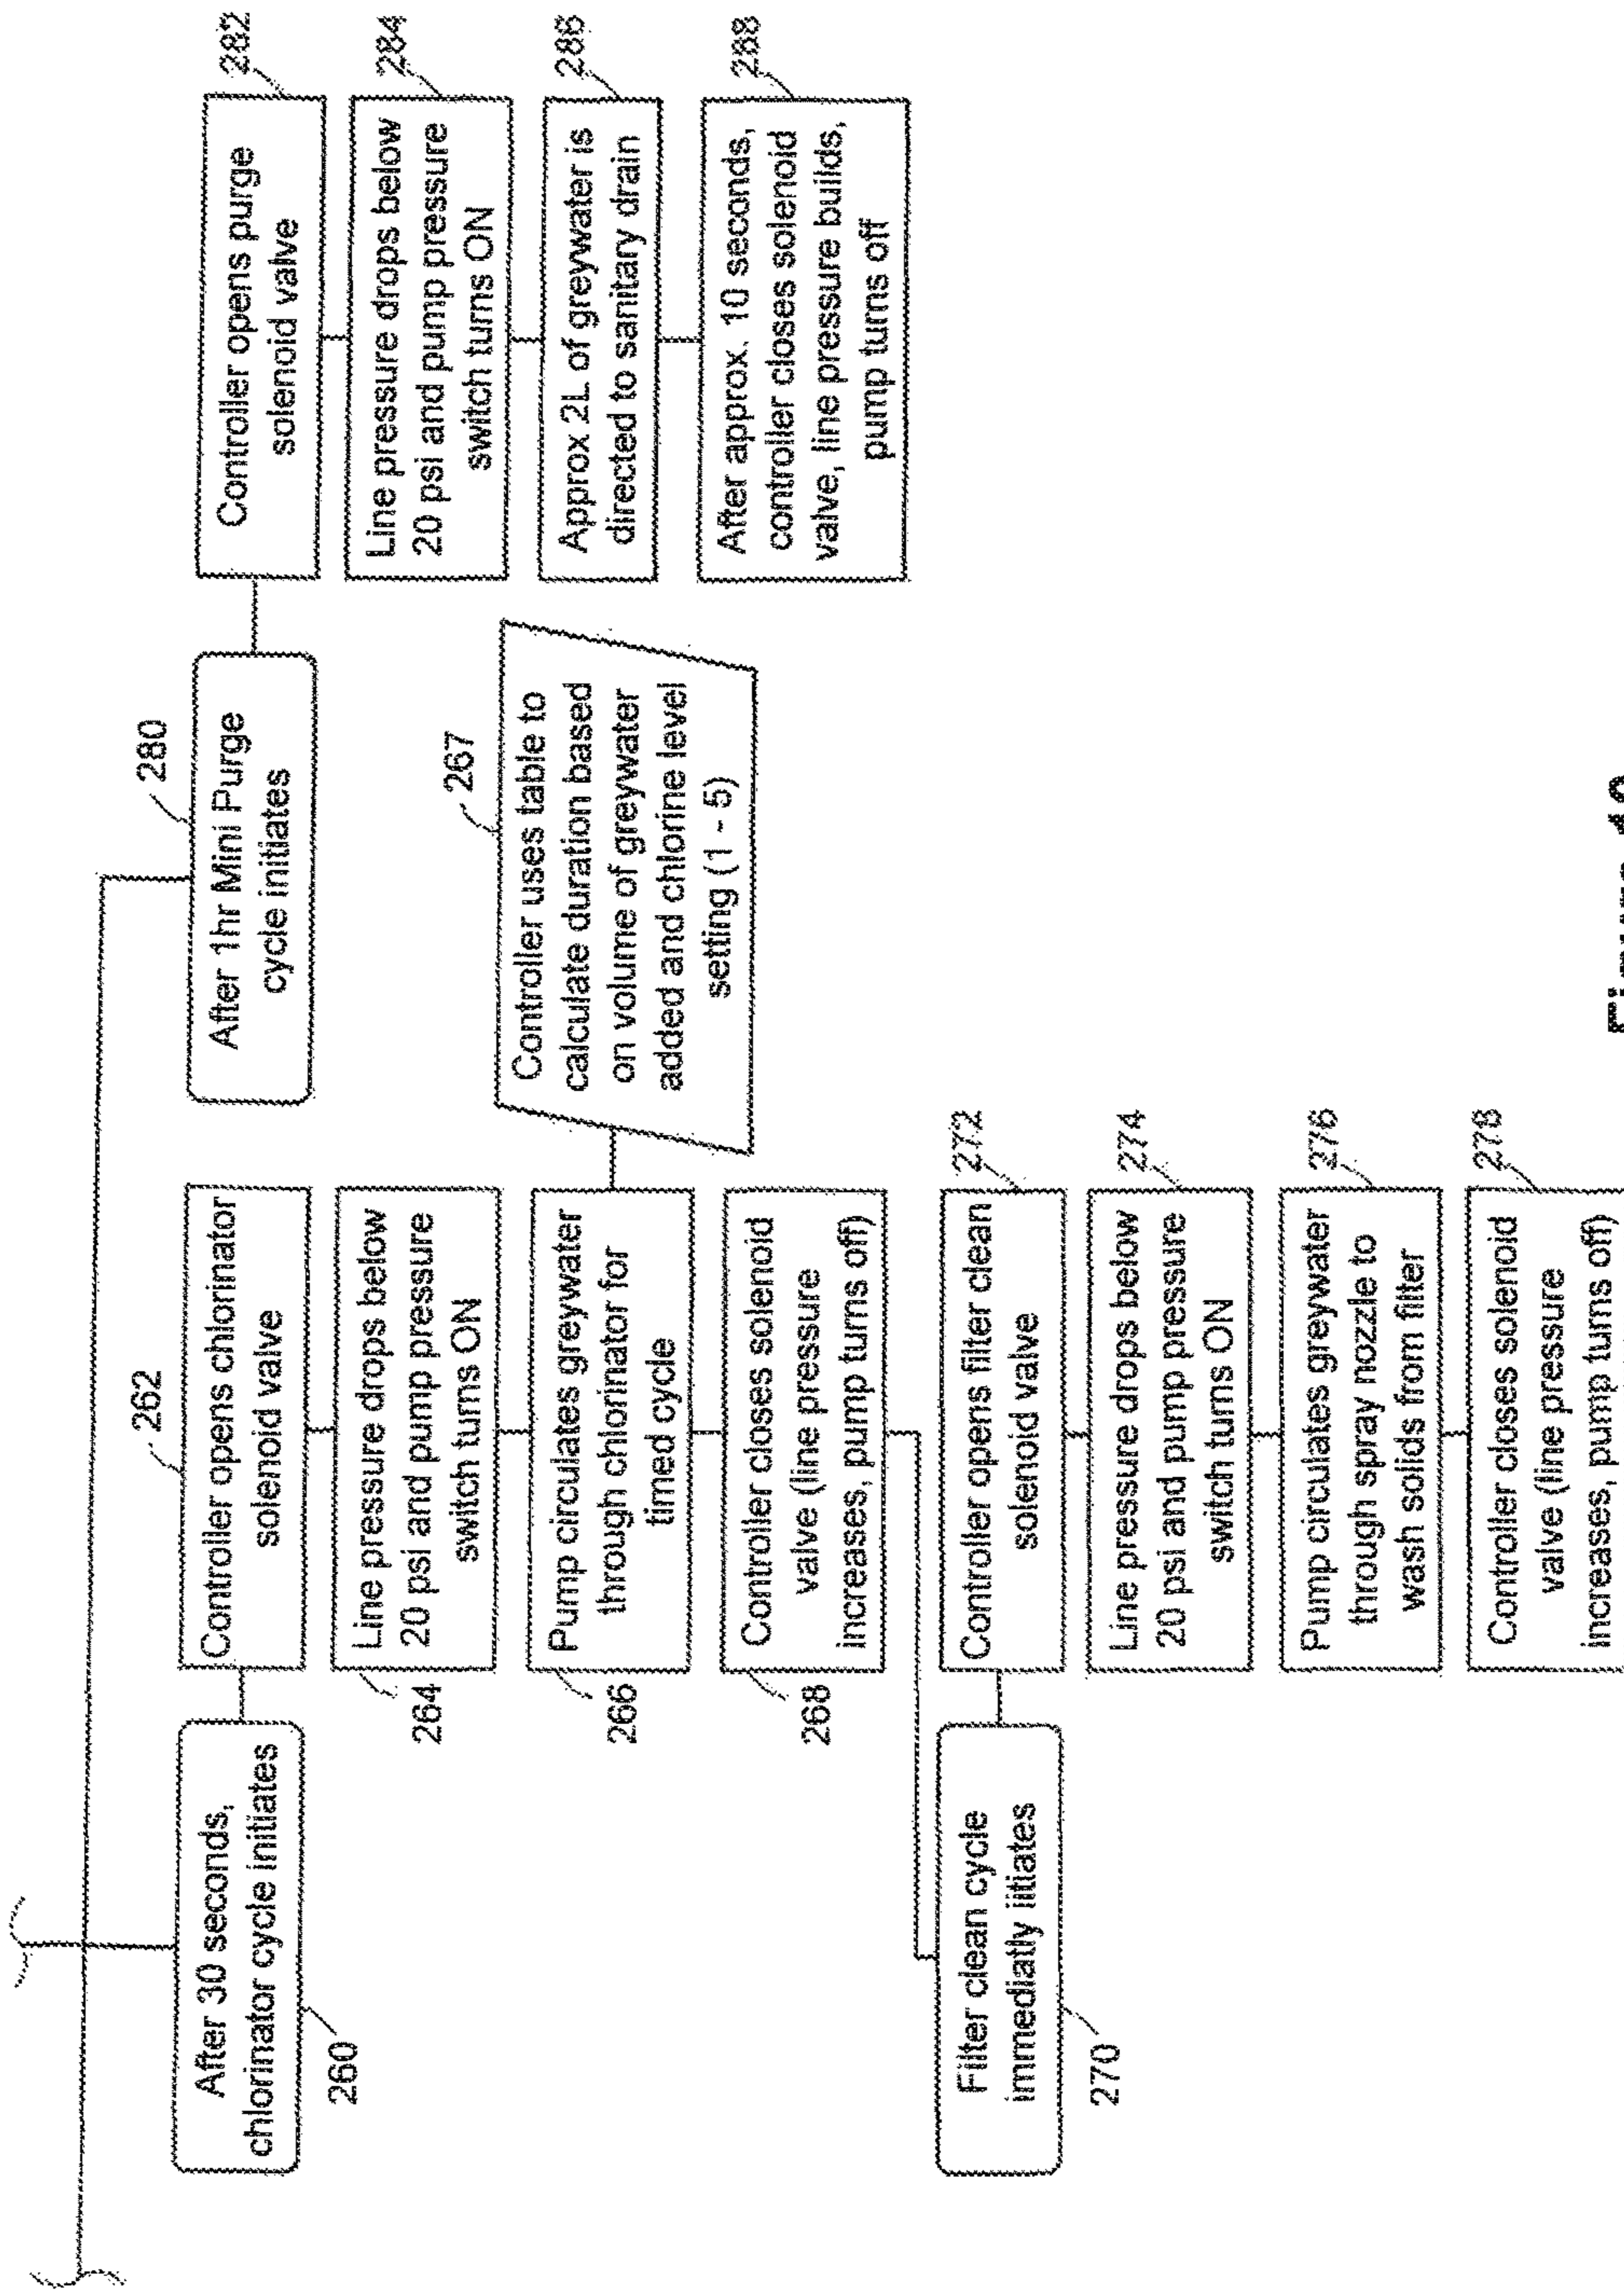 After 30 seconds,
chlorinator cycle initiates
260
262
Controller opens chlorinator
solenoid valve
264
Line pressure drops below
20 psi and pump pressure
switch turns ON
266
Pump circulates greywater
through chlorinator for
timed cycle
267
Controller uses table to
calculate duration based
on volume of greywater
added and chlorine level
setting (1 - 5)
268
Controller closes solenoid
valve (line pressure
increases, pump turns off)
Filter clean cycle
immediatly iitiates
270
272
Controller opens filter clean
solenoid valve
274
Line pressure drops below
20 psi and pump pressure
switch turns ON
276
Pump circulates greywater
through spray nozzle to
wash solids from filter
278
Controller closes solenoid
valve (line pressure
increases, pump turns off)
280
After 1hr Mini Purge
cycle initiates
282
Controller opens purge
solenoid valve
284
Line pressure drops below
20 psi and pump pressure
switch turns ON
286
Approx 2L of greywater is
directed to sanitary drain
288
After approx. 10 seconds,
controller closes solenoid
valve, line pressure builds,
pump turns off
Figure